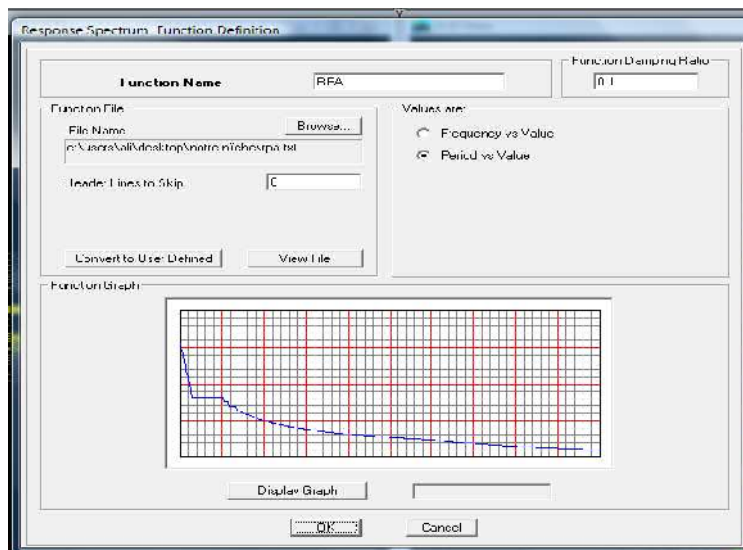 Response Spectrum Function Definition
Function Damping Ratio
Function Name
Function File
Values are:
File Name
Browse...
Frequency vs Value
Period vs Value
Header Lines to Skip
Convert to User Defined
View File
Function Graph
Display Graph
OK
Cancel